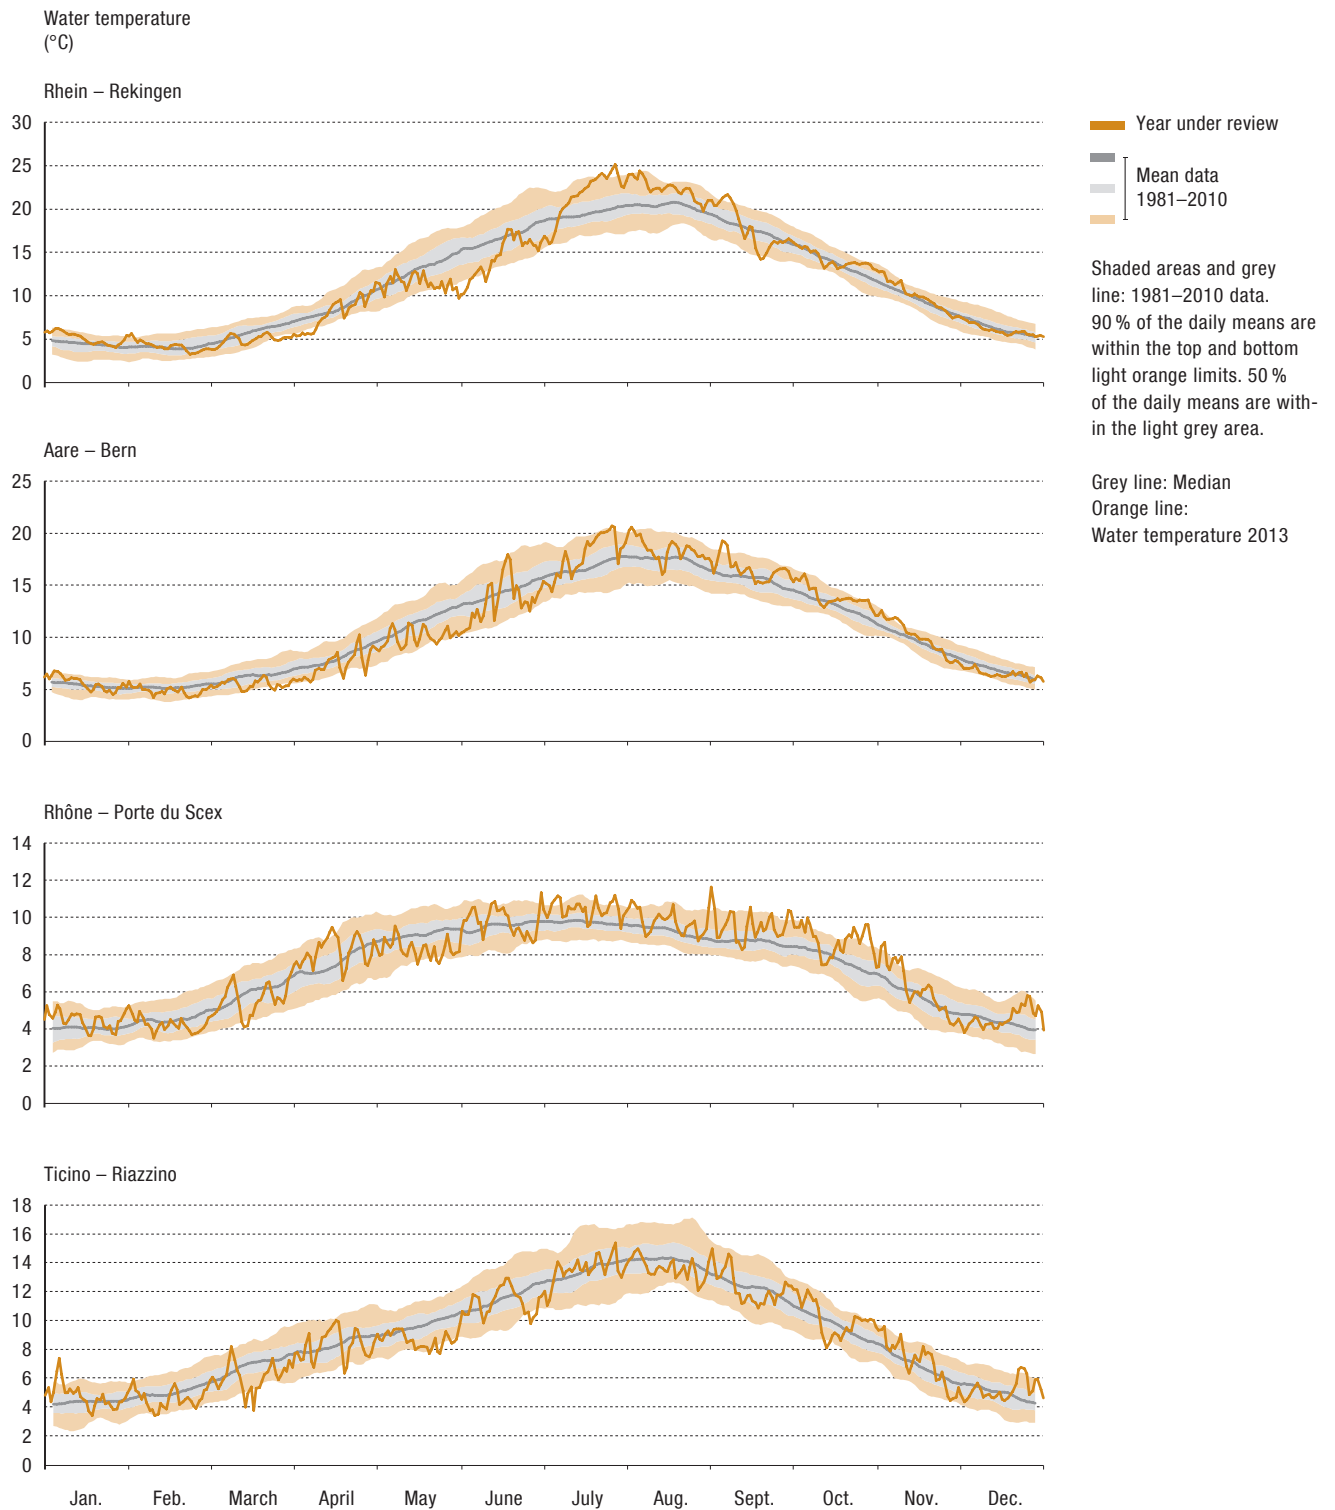 Water temperature
(°C)
Rhein – Rekingen
30
25
20
15
10
5
0
Year under review
Mean data
1981–2010
Shaded areas and grey
line: 1981–2010 data.
90 % of the daily means are
within the top and bottom
light orange limits. 50 %
of the daily means are with-
in the light grey area.
Grey line: Median
Orange line:
Water temperature 2013
Aare – Bern
25
20
15
10
5
0
Rhône – Porte du Scex
14
12
10
8
6
4
2
0
Ticino – Riazzino
18
16
14
12
10
8
6
4
2
0
Jan. Feb. March April May June July Aug. Sept. Oct. Nov. Dec.